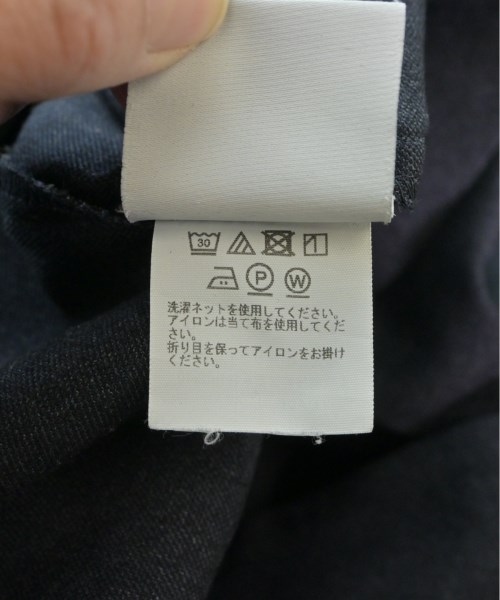 30
P W
洗濯ネットを使用してください。
アイロンは当て布を使用してくだ
さい。
折り目を保ってアイロンをお掛け
ください。